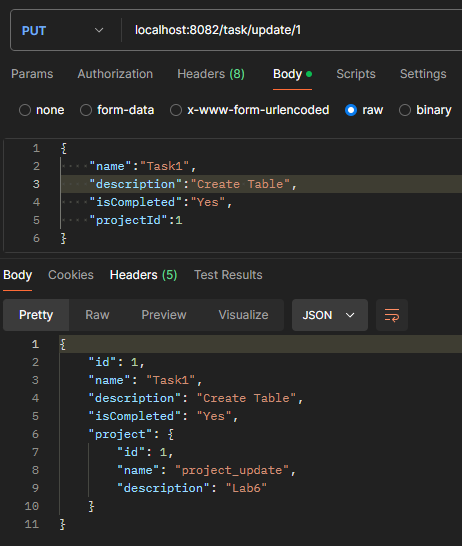 PUT localhost:8082/task/update/1
Params Authorization Headers (8) Body Scripts Settings
none form-data x-www-form-urlencoded raw binary
1 {
2 "name":"Task1",
3 "description":"Create Table",
4 "isCompleted":"Yes",
5 "projectId":1
6 }
Body Cookies Headers (5) Test Results
Pretty Raw Preview Visualize JSON
1 {
2 "id": 1,
3 "name": "Task1",
4 "description": "Create Table",
5 "isCompleted": "Yes",
6 "project": {
7 "id": 1,
8 "name": "project_update",
9 "description": "Lab6"
10 }
11 }